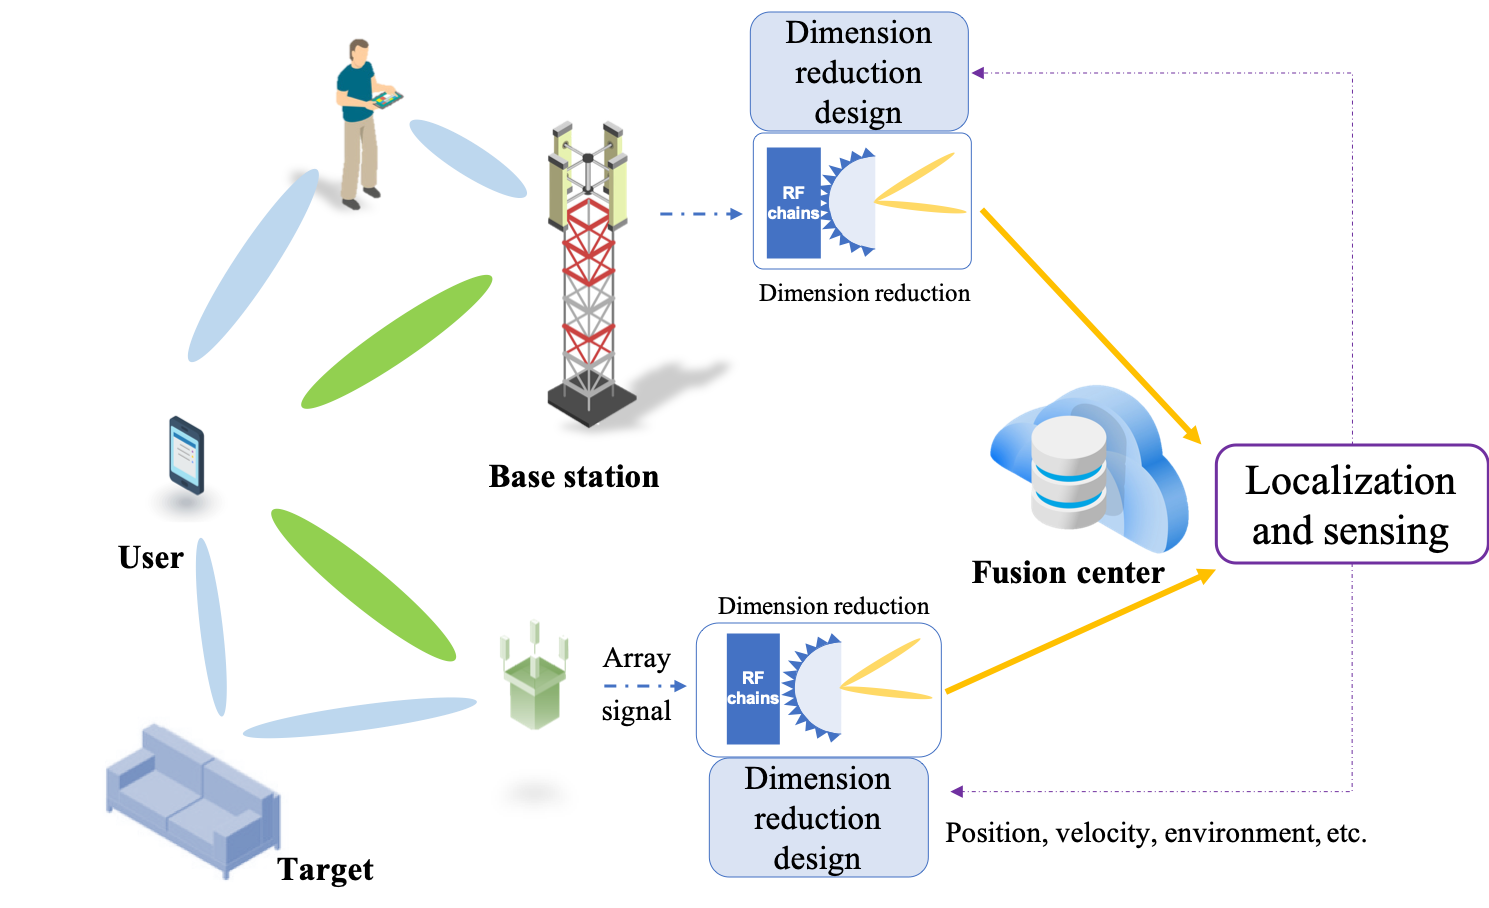 Dimension
reduction
design
RF
chains
Dimension reduction
Base station
User
Fusion center
Localization
and sensing
Dimension reduction
Array
signal
RF
chains
Dimension
reduction
design
Position, velocity, environment, etc.
Target